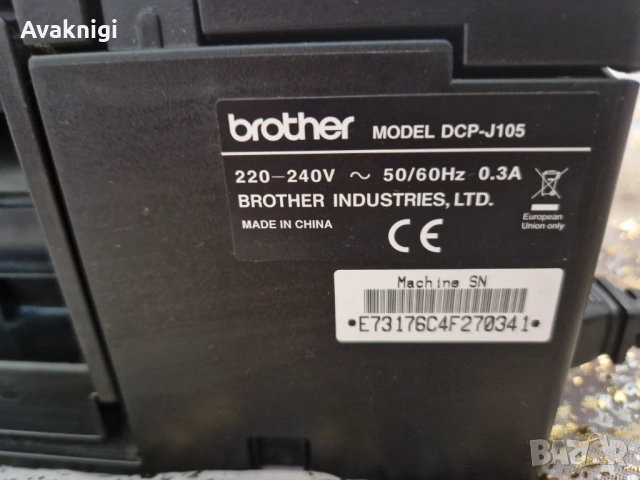 Avaknigi
brother MODEL DCP-J105
220-240V ~ 50/60Hz 0.3A
BROTHER INDUSTRIES, LTD.
MADE IN CHINA
CE
European
Union only
Machine SN
*E73176C4F270341*
BAZAR